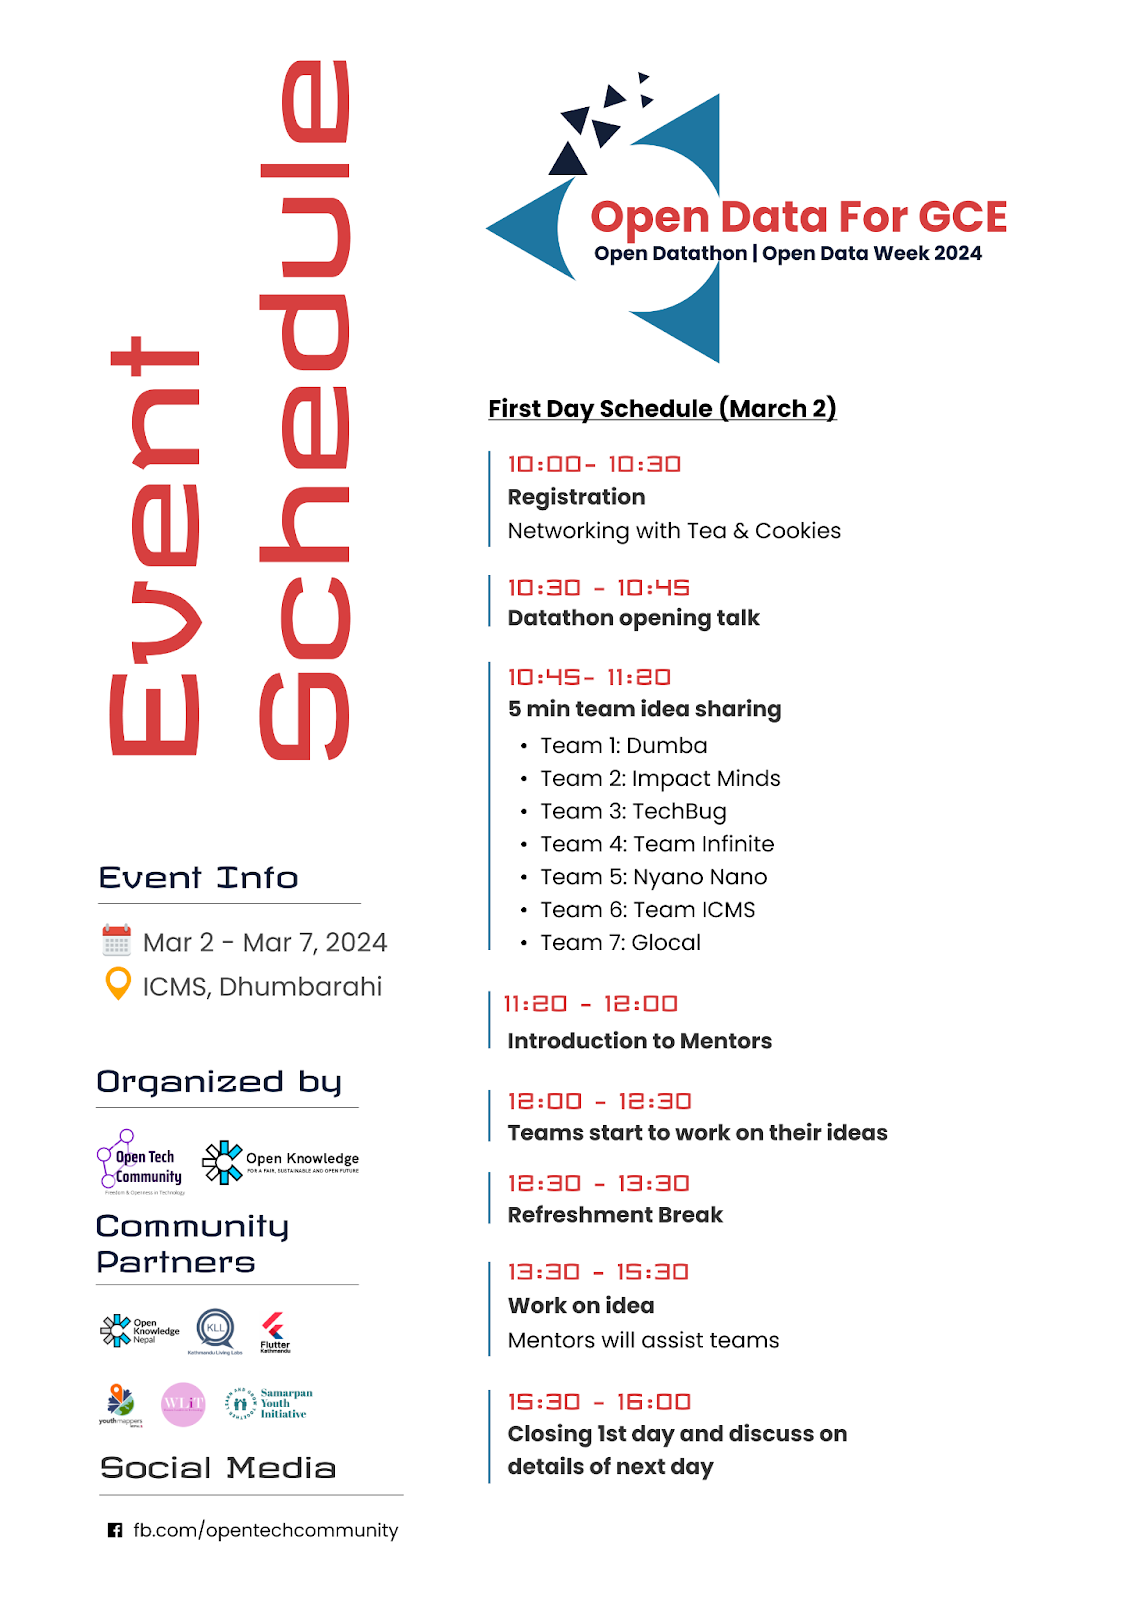 Event
Schedule
Open Data For GCE
Open Datathon | Open Data Week 2024
First Day Schedule (March 2)
10:00- 10:30
Registration
Networking with Tea & Cookies
10:30 - 10:45
Datathon opening talk
10:45- 11:20
5 min team idea sharing
• Team 1: Dumba
• Team 2: Impact Minds
• Team 3: TechBug
• Team 4: Team Infinite
• Team 5: Nyano Nano
• Team 6: Team ICMS
• Team 7: Glocal
11:20 - 12:00
Introduction to Mentors
12:00 - 12:30
Teams start to work on their ideas
12:30 - 13:30
Refreshment Break
13:30 - 15:30
Work on idea
Mentors will assist teams
15:30 - 16:00
Closing 1st day and discuss on
details of next day
Event Info
Mar 2 - Mar 7, 2024
ICMS, Dhumbarahi
Organized by
Open Tech
Community
Freedom & Openness in Technology
Open Knowledge
FOR A FAIR, SUSTAINABLE AND OPEN FUTURE
Community
Partners
Open
Knowledge
Nepal
KLL
Kathmandu Living Labs
Flutter
Kathmandu
youthmappers
WLiT
LEARN AND GROW TOGETHER
Samarpan
Youth
Initiative
Social Media
fb.com/opentechcommunity